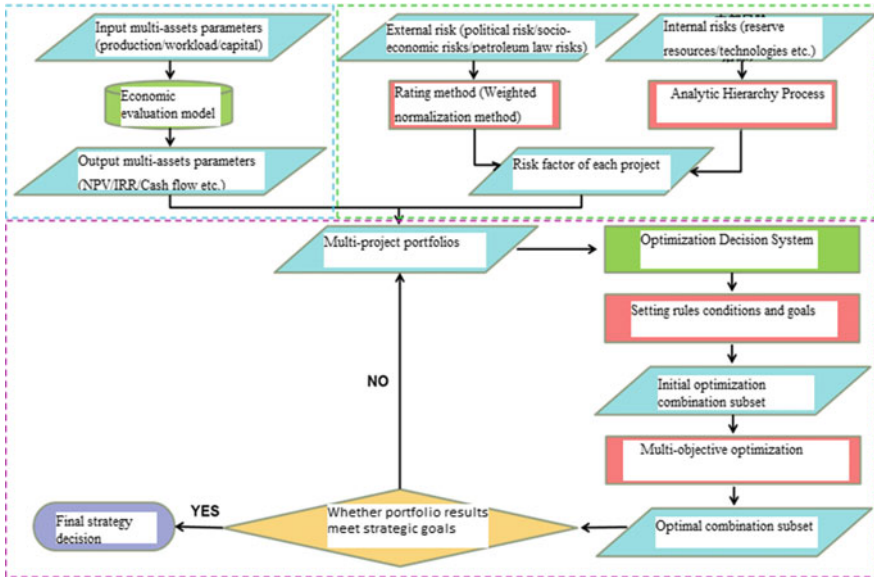 Input multi-assets parameters
(production/workload/capital)
Economic
evaluation model
Output multi-assets parameters
(NPV/IRR/Cash flow etc.)
External risk (political risk/socio-
economic risks/petroleum law risks)
Internal risks (reserve
resources/technologies etc.)
Rating method (Weighted
normalization method)
Analytic Hierarchy Process
Risk factor of each project
Multi-project portfolios
Optimization Decision System
Setting rules conditions and goals
Initial optimization
combination subset
Multi-objective optimization
Optimal combination subset
Whether portfolio results
meet strategic goals
NO
YES
Final strategy
decision